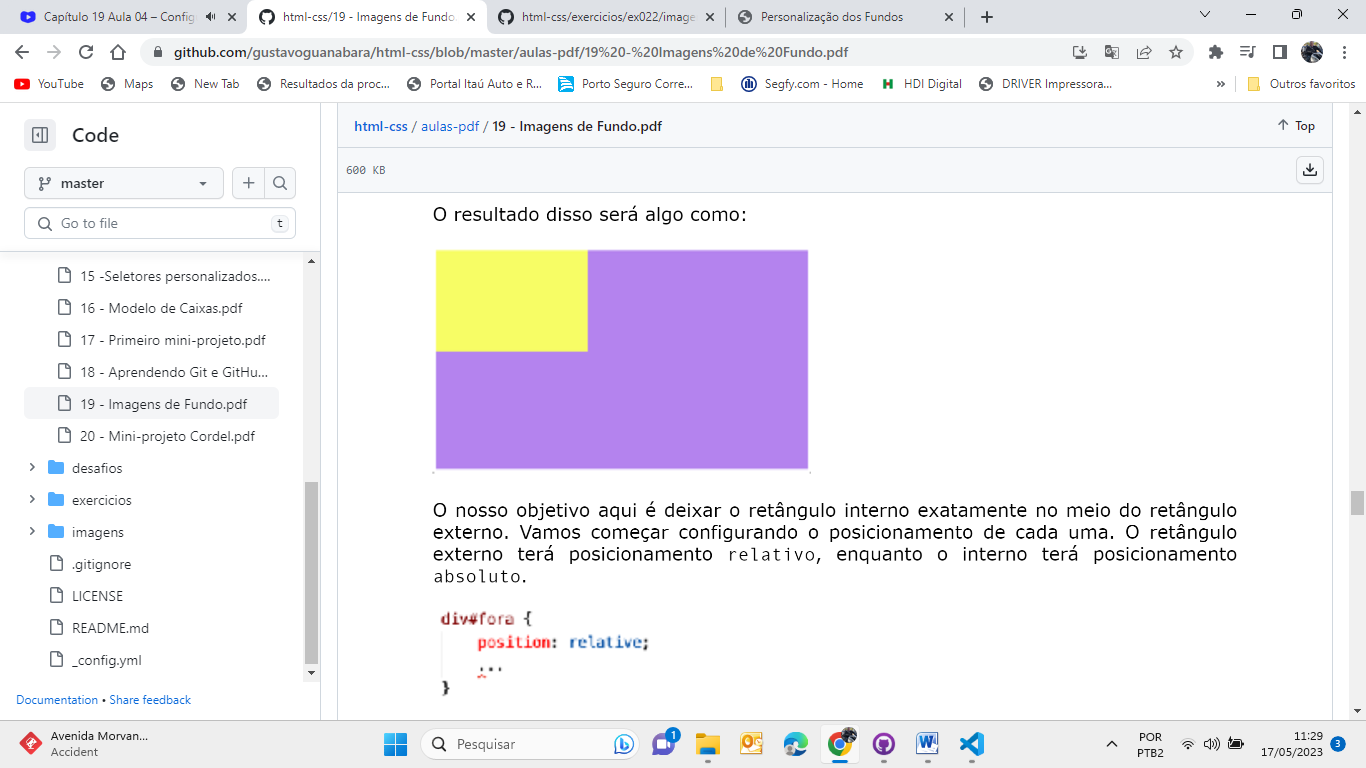 Capítulo 19 Aula 04 – Config
html-css/19 - Imagens de Fundo.
html-css/exercicios/ex022/image
Personalização dos Fundos
github.com/gustavoguanabara/html-css/blob/master/aulas-pdf/19%20-%20Imagens%20de%20Fundo.pdf
YouTube
Maps
New Tab
Resultados da proc...
Portal Itaú Auto e R...
Porto Seguro Corre...
Segfy.com - Home
HDI Digital
DRIVER Impressora...
»
Outros favoritos
Code
master
Go to file
t
15 -Seletores personalizados....
16 - Modelo de Caixas.pdf
17 - Primeiro mini-projeto.pdf
18 - Aprendendo Git e GitHu...
19 - Imagens de Fundo.pdf
20 - Mini-projeto Cordel.pdf
desafios
exercicios
imagens
.gitignore
LICENSE
README.md
_config.yml
Documentation • Share feedback
html-css / aulas-pdf / 19 - Imagens de Fundo.pdf
Top
600 KB
O resultado disso será algo como:
O nosso objetivo aqui é deixar o retângulo interno exatamente no meio do retângulo
externo. Vamos começar configurando o posicionamento de cada uma. O retângulo
externo terá posicionamento relativo, enquanto o interno terá posicionamento
absoluto.
div#fora {
position: relative;
...
}
Avenida Morvan...
Accident
Pesquisar
1
POR
PTB2
11:29
17/05/2023
3